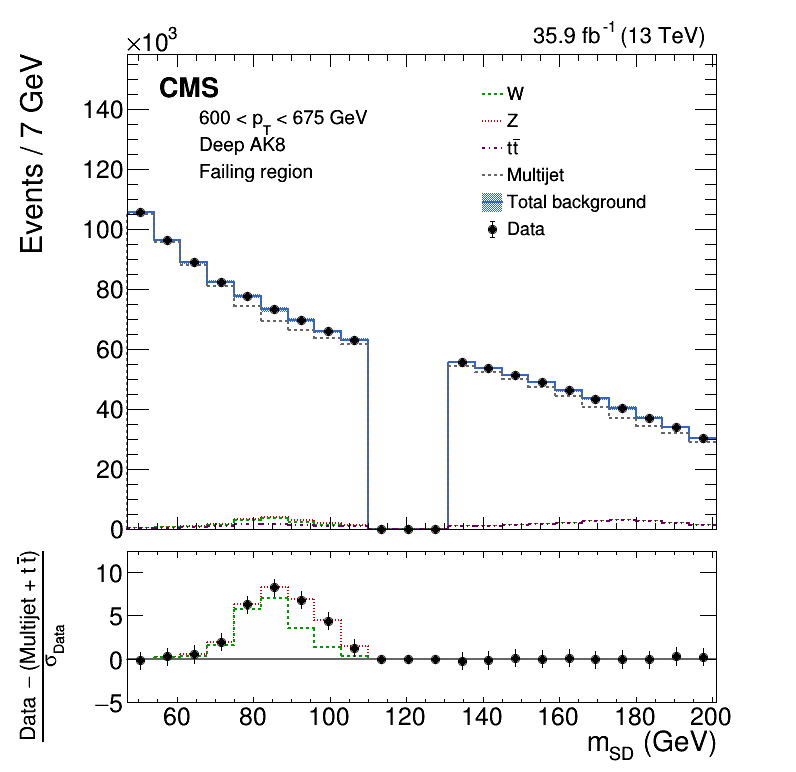 ×10³
35.9 fb⁻¹ (13 TeV)
Events / 7 GeV
CMS
600 < p_T < 675 GeV
Deep AK8
Failing region
W
Z
tt̄
Multijet
Total background
Data
140
120
100
80
60
40
20
0
Data − (Multijet + t t̄)
σ_Data
10
5
0
−5
60 80 100 120 140 160 180 200
m_SD (GeV)